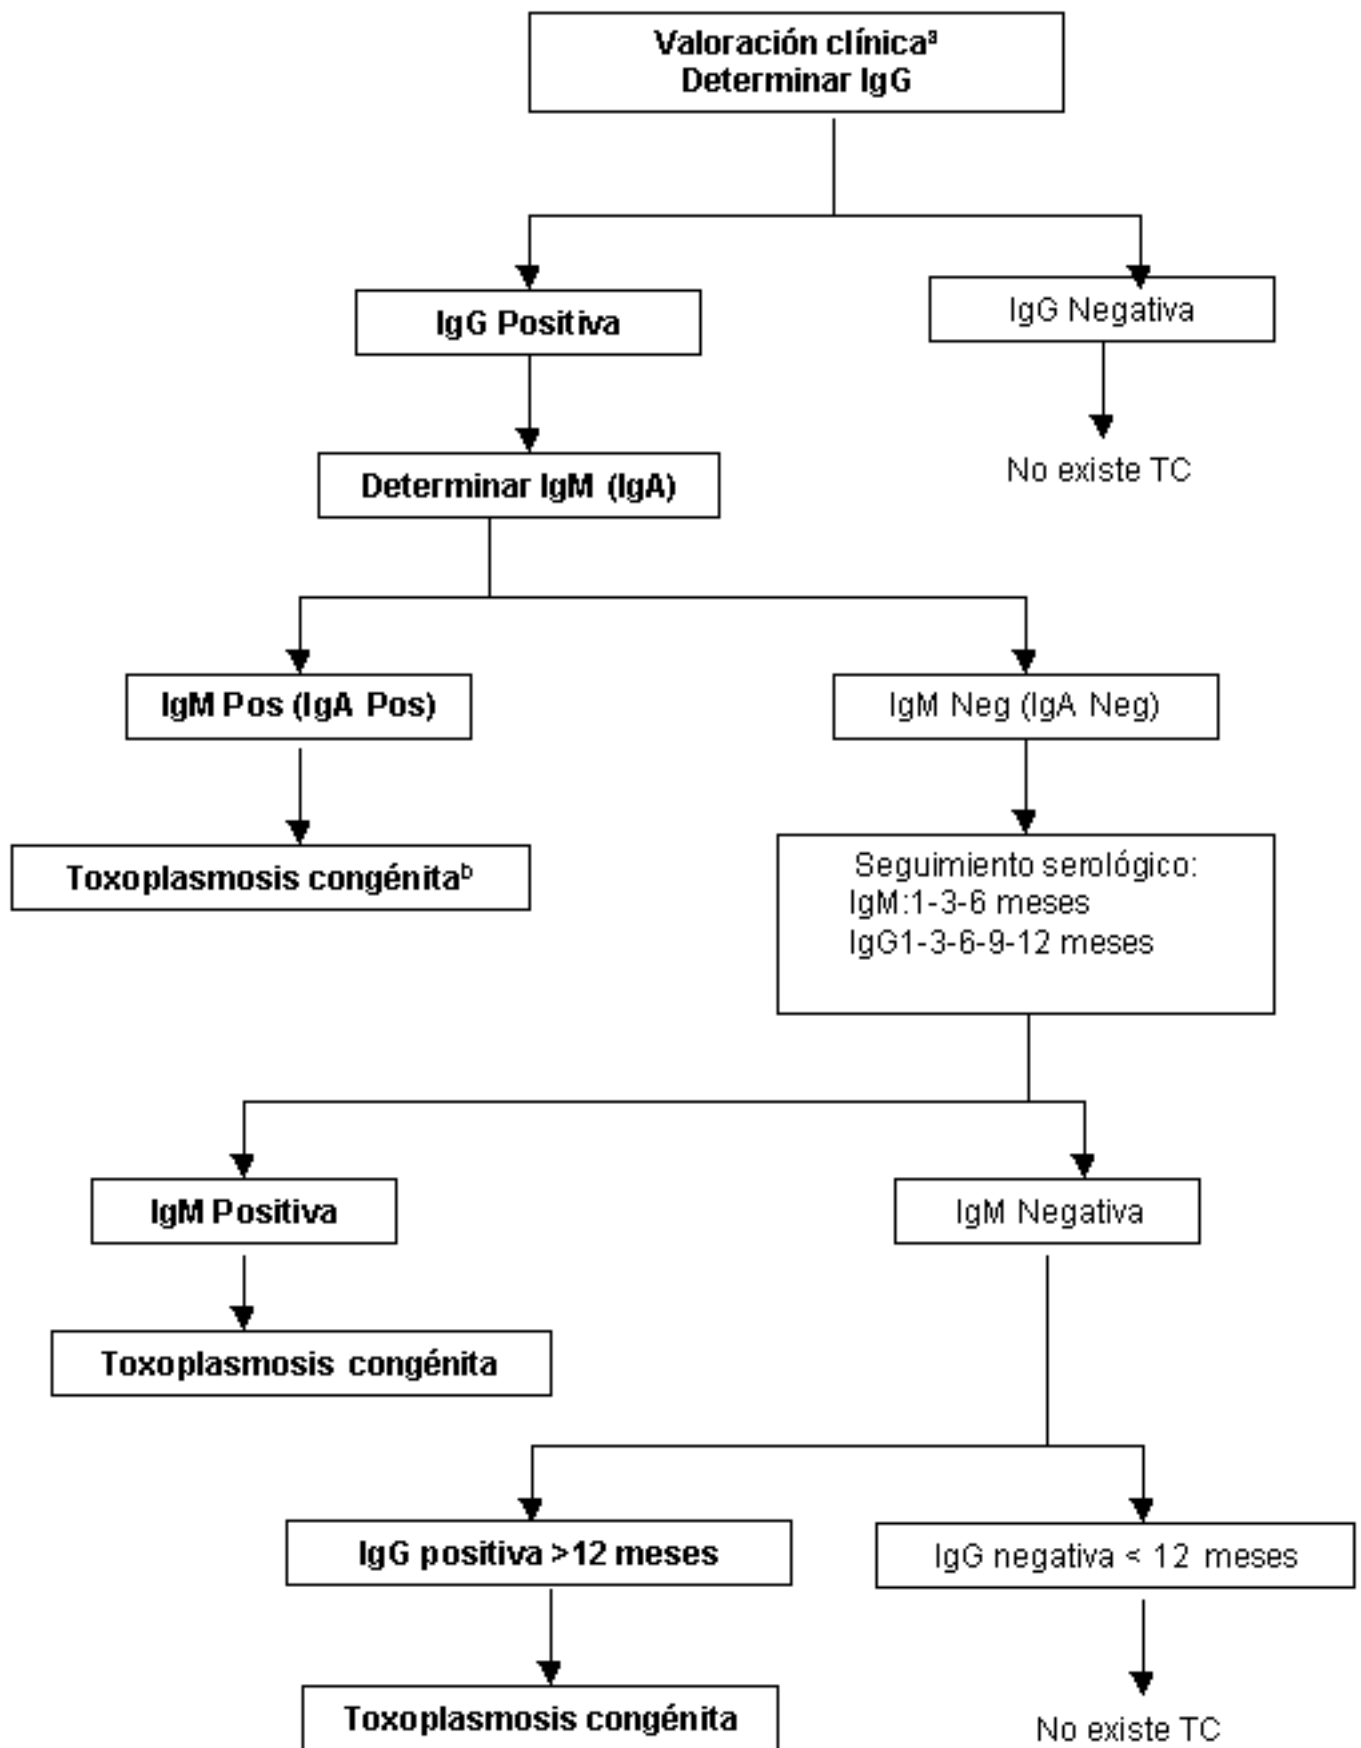 Valoración clínicaª
Determinar IgG
IgG Positiva
IgG Negativa
Determinar IgM (IgA)
No existe TC
IgM Pos (IgA Pos)
IgM Neg (IgA Neg)
Toxoplasmosis congénitaᵇ
Seguimiento serológico:
IgM:1-3-6 meses
IgG1-3-6-9-12 meses
IgM Positiva
IgM Negativa
Toxoplasmosis congénita
IgG positiva >12 meses
IgG negativa < 12 meses
Toxoplasmosis congénita
No existe TC